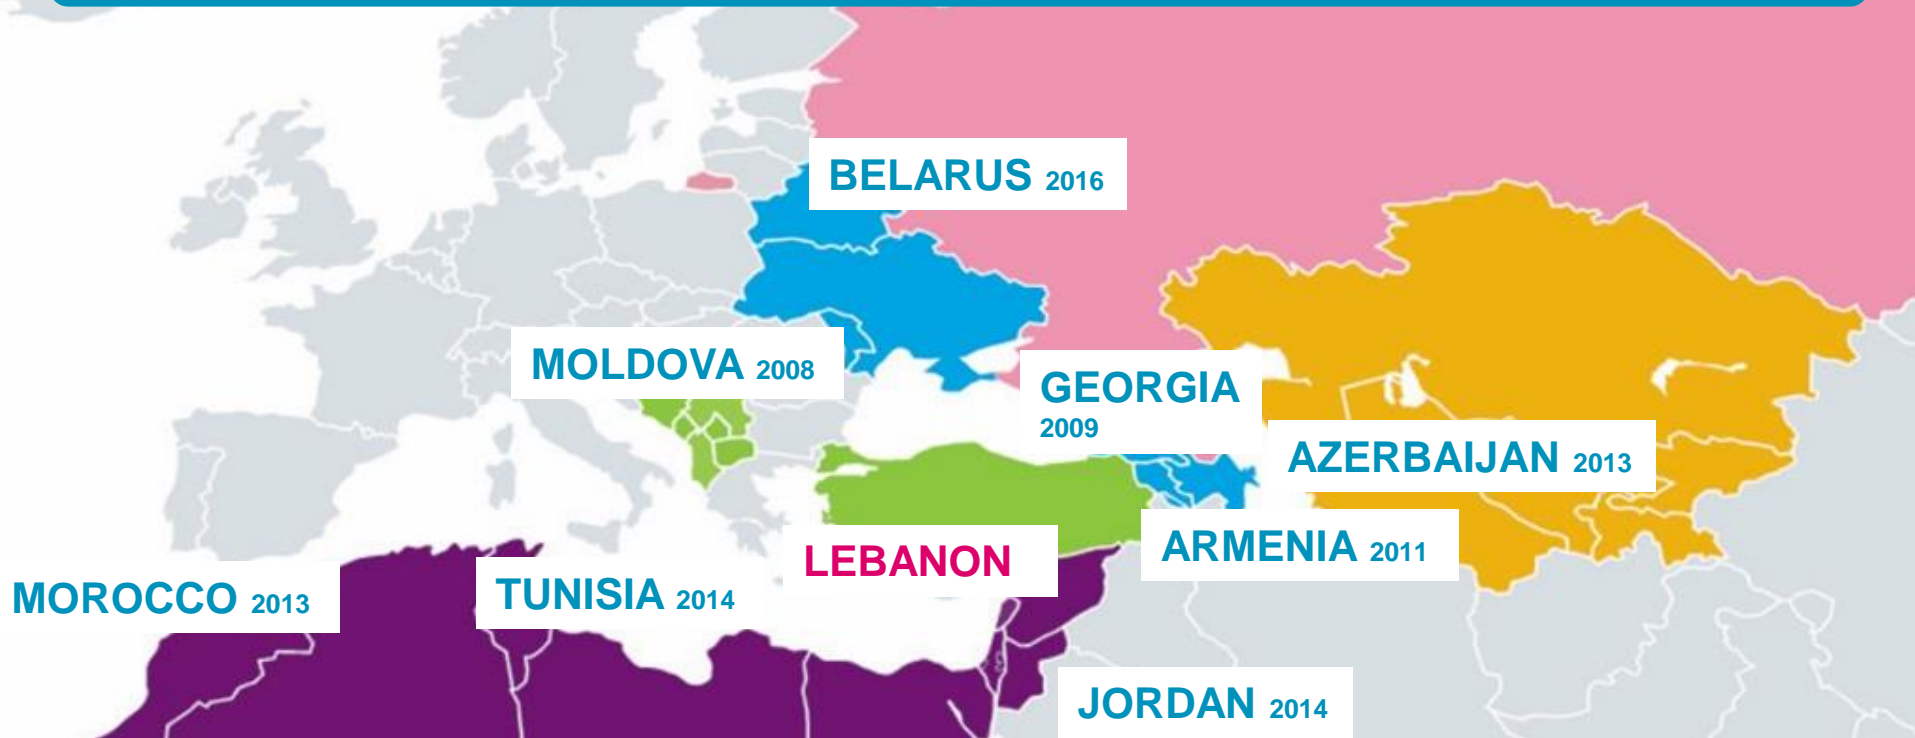 BELARUS 2016
MOLDOVA 2008
GEORGIA
2009
AZERBAIJAN 2013
LEBANON
ARMENIA 2011
MOROCCO 2013
TUNISIA 2014
JORDAN 2014